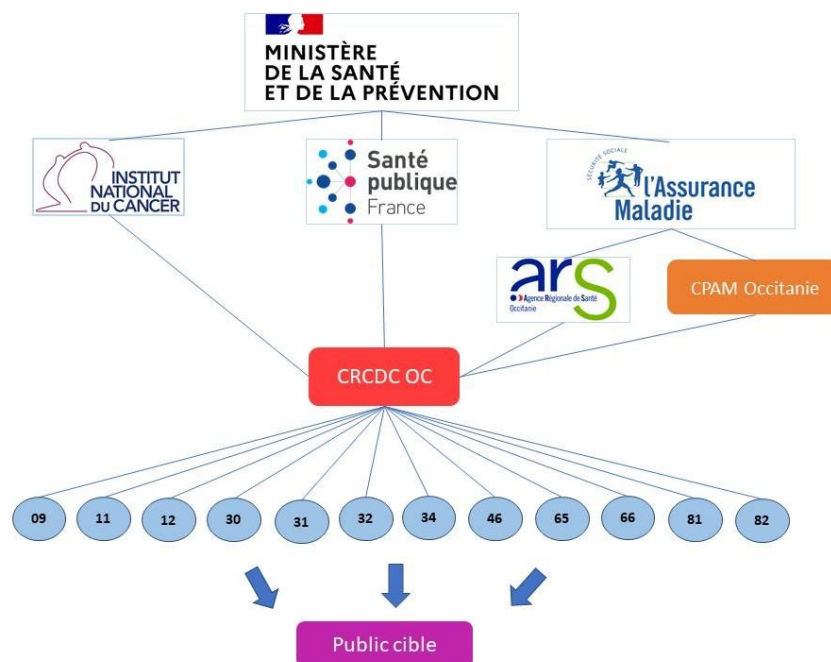 MINISTÈRE
DE LA SANTÉ
ET DE LA PRÉVENTION
INSTITUT
NATIONAL
DU CANCER
Santé
publique
France
SÉCURITÉ SOCIALE
l'Assurance
Maladie
ars
Agence Régionale de Santé
Occitanie
CPAM Occitanie
CRCDC OC
09
11
12
30
31
32
34
46
65
66
81
82
Public cible